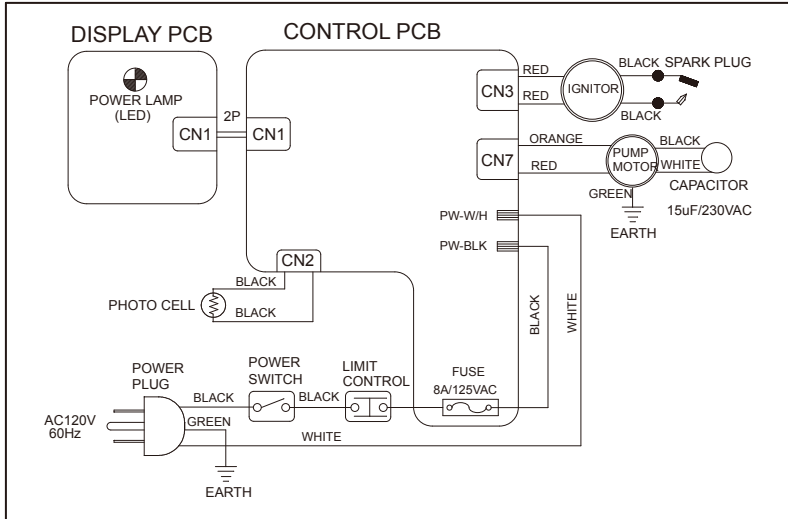 DISPLAY PCB
CONTROL PCB
POWER LAMP
(LED)
2P
CN1
CN1
CN3
RED
RED
IGNITOR
BLACK
SPARK PLUG
BLACK
CN7
ORANGE
RED
PUMP
MOTOR
BLACK
WHITE
GREEN
CAPACITOR
15uF/230VAC
EARTH
PW-W/H
PW-BLK
CN2
BLACK
BLACK
PHOTO CELL
BLACK
WHITE
POWER
PLUG
POWER
SWITCH
LIMIT
CONTROL
FUSE
8A/125VAC
BLACK
BLACK
AC120V
60Hz
GREEN
WHITE
EARTH